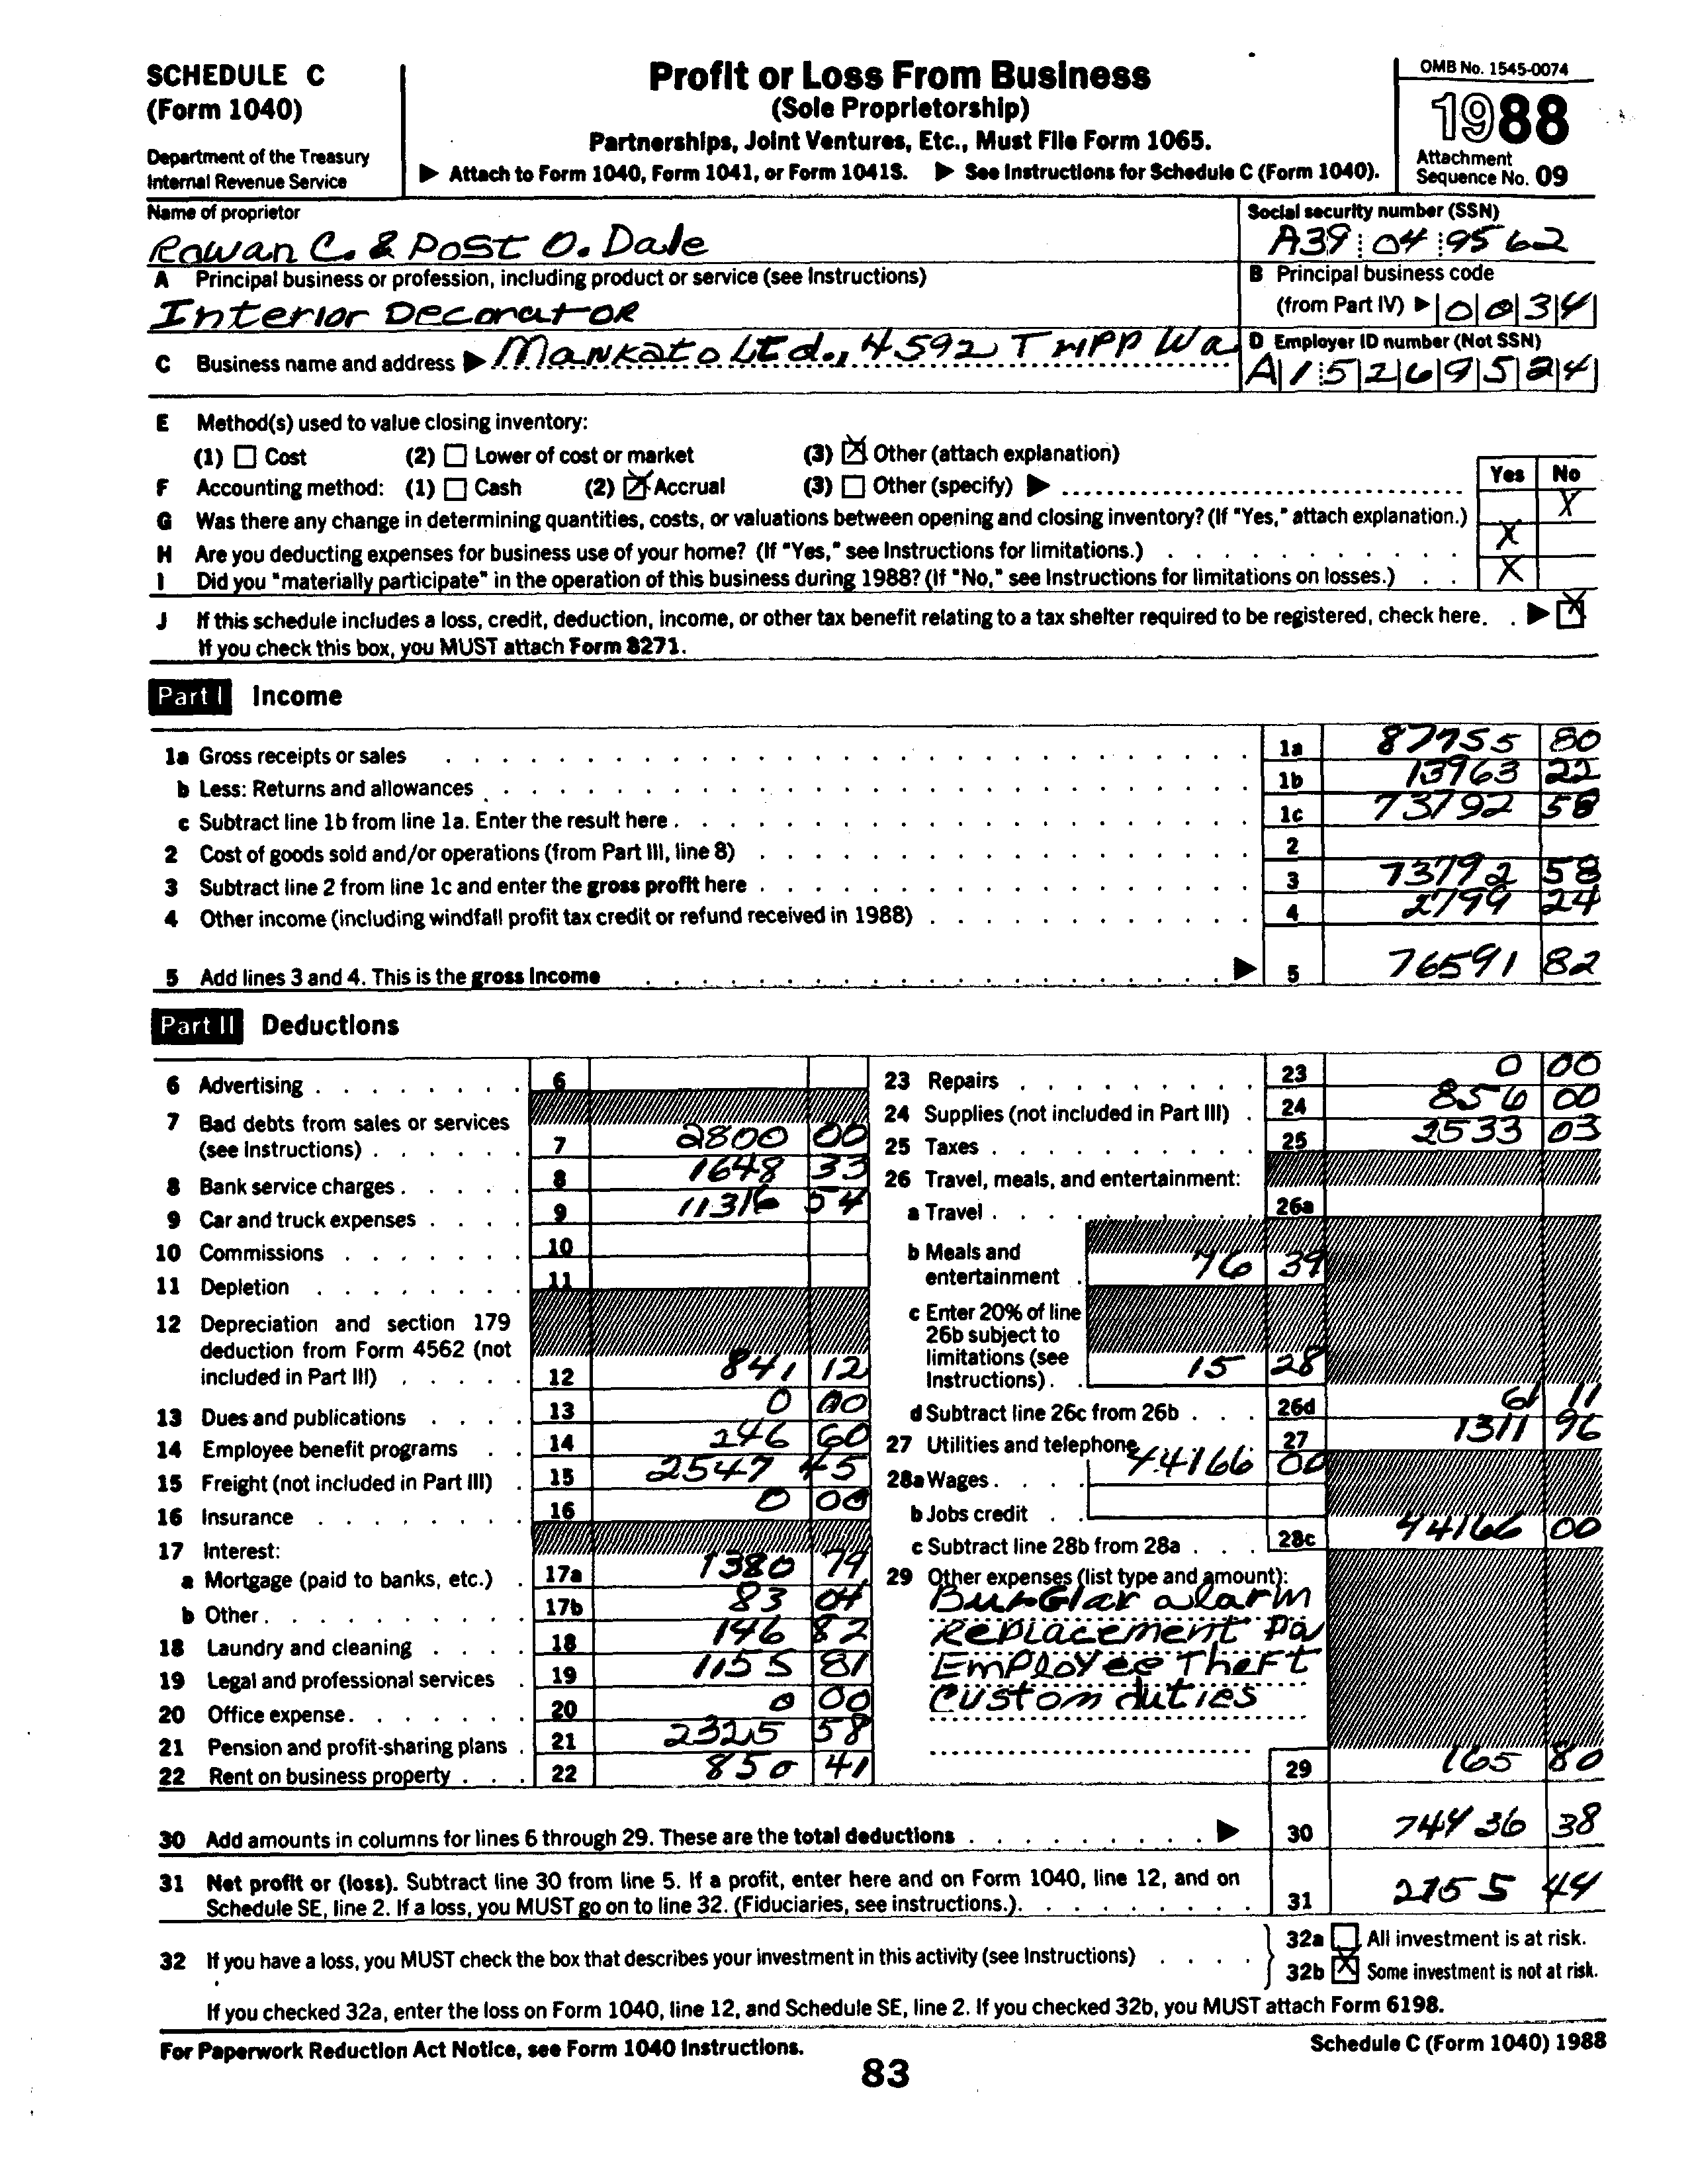 SCHEDULE C
(Form 1040)
Department of the Treasury
Internal Revenue Service
Profit or Loss From Business
(Sole Proprietorship)
Partnerships, Joint Ventures, Etc., Must File Form 1065.
▶ Attach to Form 1040, Form 1041, or Form 1041S. ▶ See Instructions for Schedule C (Form 1040).
OMB No. 1545-0074
1988
Attachment
Sequence No. 09
Name of proprietor
Rowan C. & Post O. Dale
Social security number (SSN)
A39 04 9562
A Principal business or profession, including product or service (see Instructions)
Interior Decorator
B Principal business code
(from Part IV) ▶ 0034
C Business name and address ▶ Mankato Ltd., 4592 Tripp Wa
D Employer ID number (Not SSN)
A15269524
E Method(s) used to value closing inventory:
(1) ☐ Cost (2) ☐ Lower of cost or market (3) ☒ Other (attach explanation)
Yes No
F Accounting method: (1) ☐ Cash (2) ☒ Accrual (3) ☐ Other (specify) ▶
G Was there any change in determining quantities, costs, or valuations between opening and closing inventory? (If "Yes," attach explanation.) X
H Are you deducting expenses for business use of your home? (If "Yes," see Instructions for limitations.) X
I Did you "materially participate" in the operation of this business during 1988? (If "No," see Instructions for limitations on losses.) X
J If this schedule includes a loss, credit, deduction, income, or other tax benefit relating to a tax shelter required to be registered, check here. ▶ ☒
If you check this box, you MUST attach Form 8271.
Part I Income
1a Gross receipts or sales 1a 87755 80
b Less: Returns and allowances 1b 13963 22
c Subtract line 1b from line 1a. Enter the result here 1c 73792 58
2 Cost of goods sold and/or operations (from Part III, line 8) 2
3 Subtract line 2 from line 1c and enter the gross profit here 3 73792 58
4 Other income (including windfall profit tax credit or refund received in 1988) 4 2799 24
5 Add lines 3 and 4. This is the gross income ▶ 5 76591 82
Part II Deductions
6 Advertising 6
7 Bad debts from sales or services
(see Instructions) 7 2800 00
8 Bank service charges 8 1648 33
9 Car and truck expenses 9 11316 54
10 Commissions 10
11 Depletion 11
12 Depreciation and section 179
deduction from Form 4562 (not
included in Part III) 12 841 12
13 Dues and publications 13 0 00
14 Employee benefit programs 14 246 60
15 Freight (not included in Part III) 15 2547 45
16 Insurance 16 0 00
17 Interest:
a Mortgage (paid to banks, etc.) 17a 1380 79
b Other 17b 83 04
18 Laundry and cleaning 18 146 82
19 Legal and professional services 19 1155 81
20 Office expense 20 0 00
21 Pension and profit-sharing plans 21 2325 58
22 Rent on business property 22 850 41
23 Repairs 23 0 00
24 Supplies (not included in Part III) 24 856 00
25 Taxes 25 2533 03
26 Travel, meals, and entertainment:
a Travel 26a
b Meals and
entertainment 76 39
c Enter 20% of line
26b subject to
limitations (see
Instructions) 15 28
d Subtract line 26c from 26b 26d 61 11
27 Utilities and telephone 27 1311 96
28a Wages 44166 00
b Jobs credit
c Subtract line 28b from 28a 28c 44166 00
29 Other expenses (list type and amount):
Burglar alarm
Replacement Pa
Employee Theft
Custom duties
29 165 80
30 Add amounts in columns for lines 6 through 29. These are the total deductions ▶ 30 74436 38
31 Net profit or (loss). Subtract line 30 from line 5. If a profit, enter here and on Form 1040, line 12, and on
Schedule SE, line 2. If a loss, you MUST go on to line 32. (Fiduciaries, see instructions.) 31 2155 44
32 If you have a loss, you MUST check the box that describes your investment in this activity (see Instructions)
32a ☐ All investment is at risk.
32b ☒ Some investment is not at risk.
If you checked 32a, enter the loss on Form 1040, line 12, and Schedule SE, line 2. If you checked 32b, you MUST attach Form 6198.
For Paperwork Reduction Act Notice, see Form 1040 Instructions.
Schedule C (Form 1040) 1988
83